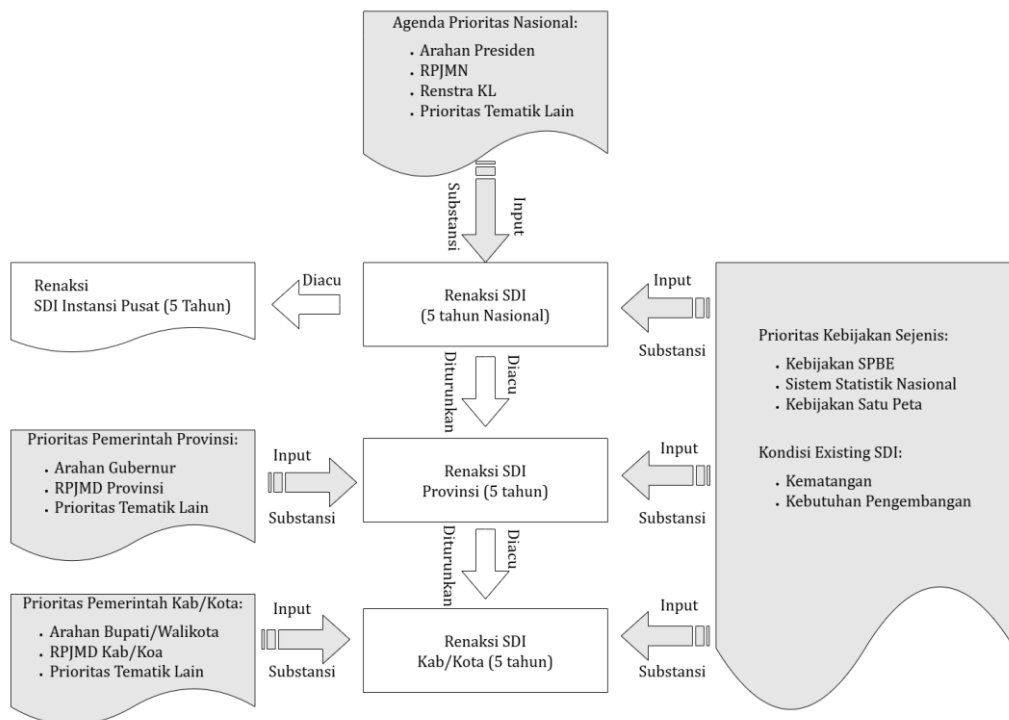 Agenda Prioritas Nasional:
• Arahan Presiden
• RPJMN
• Renstra KL
• Prioritas Tematik Lain
Substansi
Input
Renaksi
SDI Instansi Pusat (5 Tahun)
Diacu
Renaksi SDI
(5 tahun Nasional)
Input
Substansi
Prioritas Kebijakan Sejenis:
• Kebijakan SPBE
• Sistem Statistik Nasional
• Kebijakan Satu Peta
Kondisi Existing SDI:
• Kematangan
• Kebutuhan Pengembangan
Diturunkan
Diacu
Prioritas Pemerintah Provinsi:
• Arahan Gubernur
• RPJMD Provinsi
• Prioritas Tematik Lain
Input
Substansi
Renaksi SDI
Provinsi (5 tahun)
Input
Substansi
Diturunkan
Diacu
Prioritas Pemerintah Kab/Kota:
• Arahan Bupati/Walikota
• RPJMD Kab/Koa
• Prioritas Tematik Lain
Input
Substansi
Renaksi SDI
Kab/Kota (5 tahun)
Input
Substansi